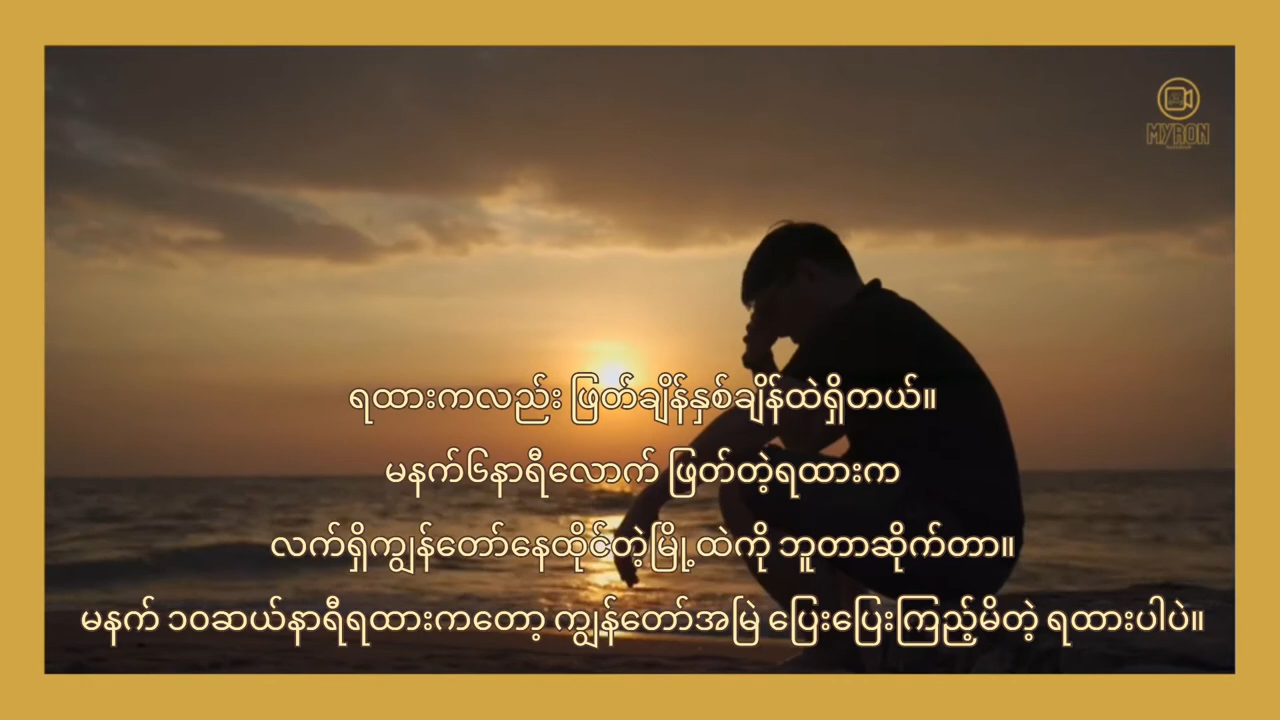 MYRON
ရထားကလည်း ဖြတ်ချိန်နှစ်ချိန်ထဲရှိတယ်။
မနက်၆နာရီလောက် ဖြတ်တဲ့ရထားက
လက်ရှိကျွန်တော်နေထိုင်တဲ့မြို့ထဲကို ဘူတာဆိုက်တာ။
မနက် ၁၀ဆယ်နာရီရထားကတော့ ကျွန်တော်အမြဲ ပြေးပြေးကြည့်မိတဲ့ ရထားပါပဲ။